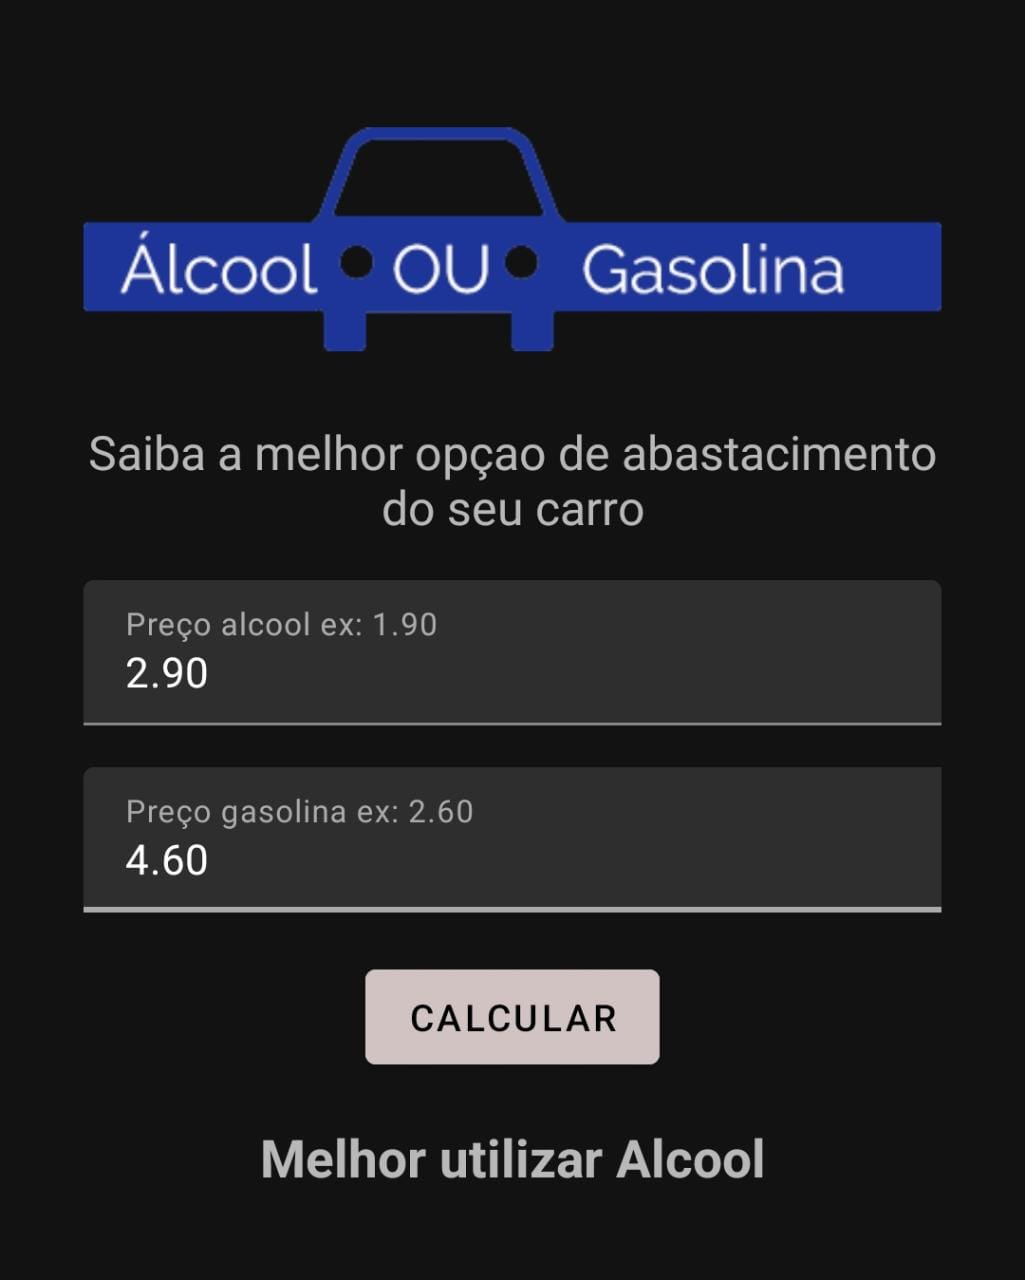 Álcool OU Gasolina
Saiba a melhor opçao de abastacimento
do seu carro
Preço alcool ex: 1.90
2.90
Preço gasolina ex: 2.60
4.60
CALCULAR
Melhor utilizar Alcool